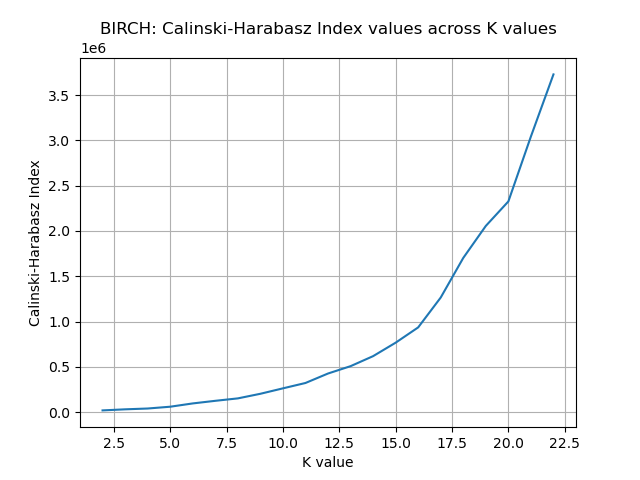 BIRCH: Calinski-Harabasz Index values across K values
1e6
3.5
3.0
2.5
2.0
1.5
1.0
0.5
0.0
Calinski-Harabasz Index
2.5 5.0 7.5 10.0 12.5 15.0 17.5 20.0 22.5
K value